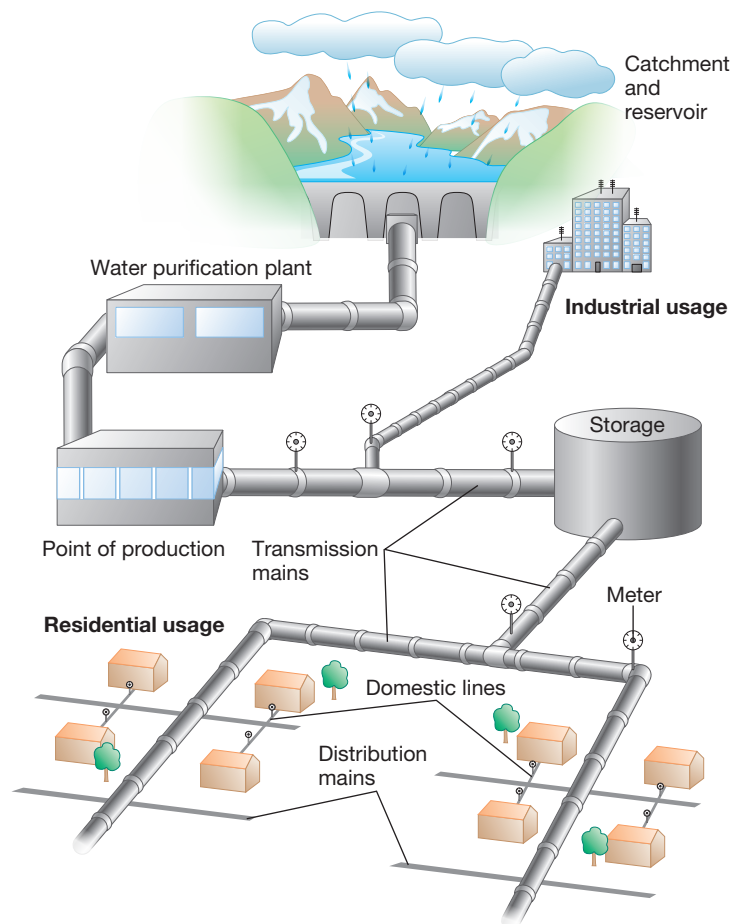 Catchment
and
reservoir
Water purification plant
Industrial usage
Storage
Point of production
Transmission
mains
Meter
Residential usage
Domestic lines
Distribution
mains